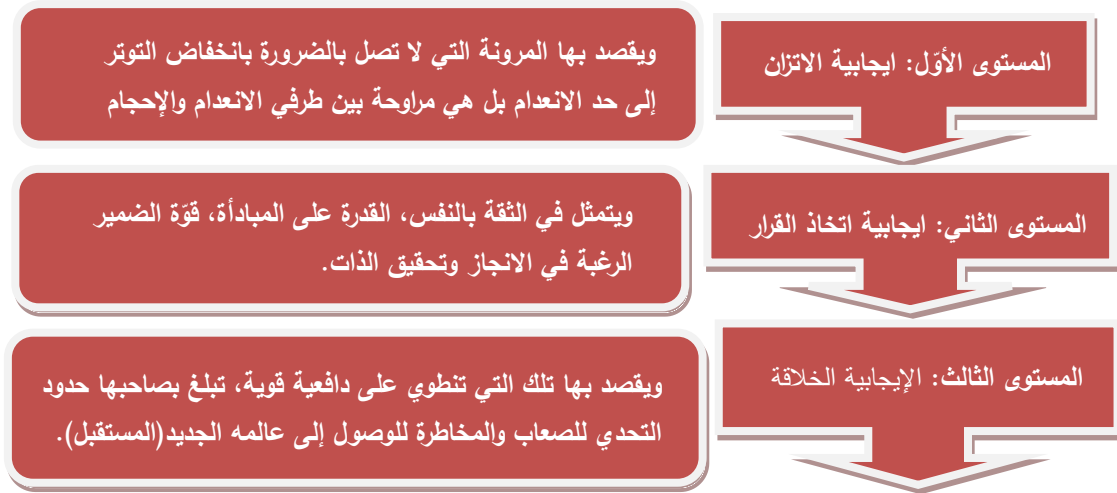 المستوى الأوّل: ايجابية الاتزان
ويقصد بها المرونة التي لا تصل بالضرورة بانخفاض التوتر
إلى حد الانعدام بل هي مراوحة بين طرفي الانعدام والإحجام
المستوى الثاني: ايجابية اتخاذ القرار
ويتمثل في الثقة بالنفس، القدرة على المبادأة، قوّة الضمير
الرغبة في الانجاز وتحقيق الذات.
المستوى الثالث: الإيجابية الخلاقة
ويقصد بها تلك التي تنطوي على دافعية قوية، تبلغ بصاحبها حدود
التحدي للصعاب والمخاطرة للوصول إلى عالمه الجديد(المستقبل).